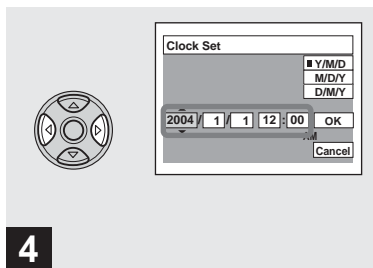 Clock Set
Y/M/D
M/D/Y
D/M/Y
2004 / 1 / 1 12 : 00 OK
AM
Cancel
4